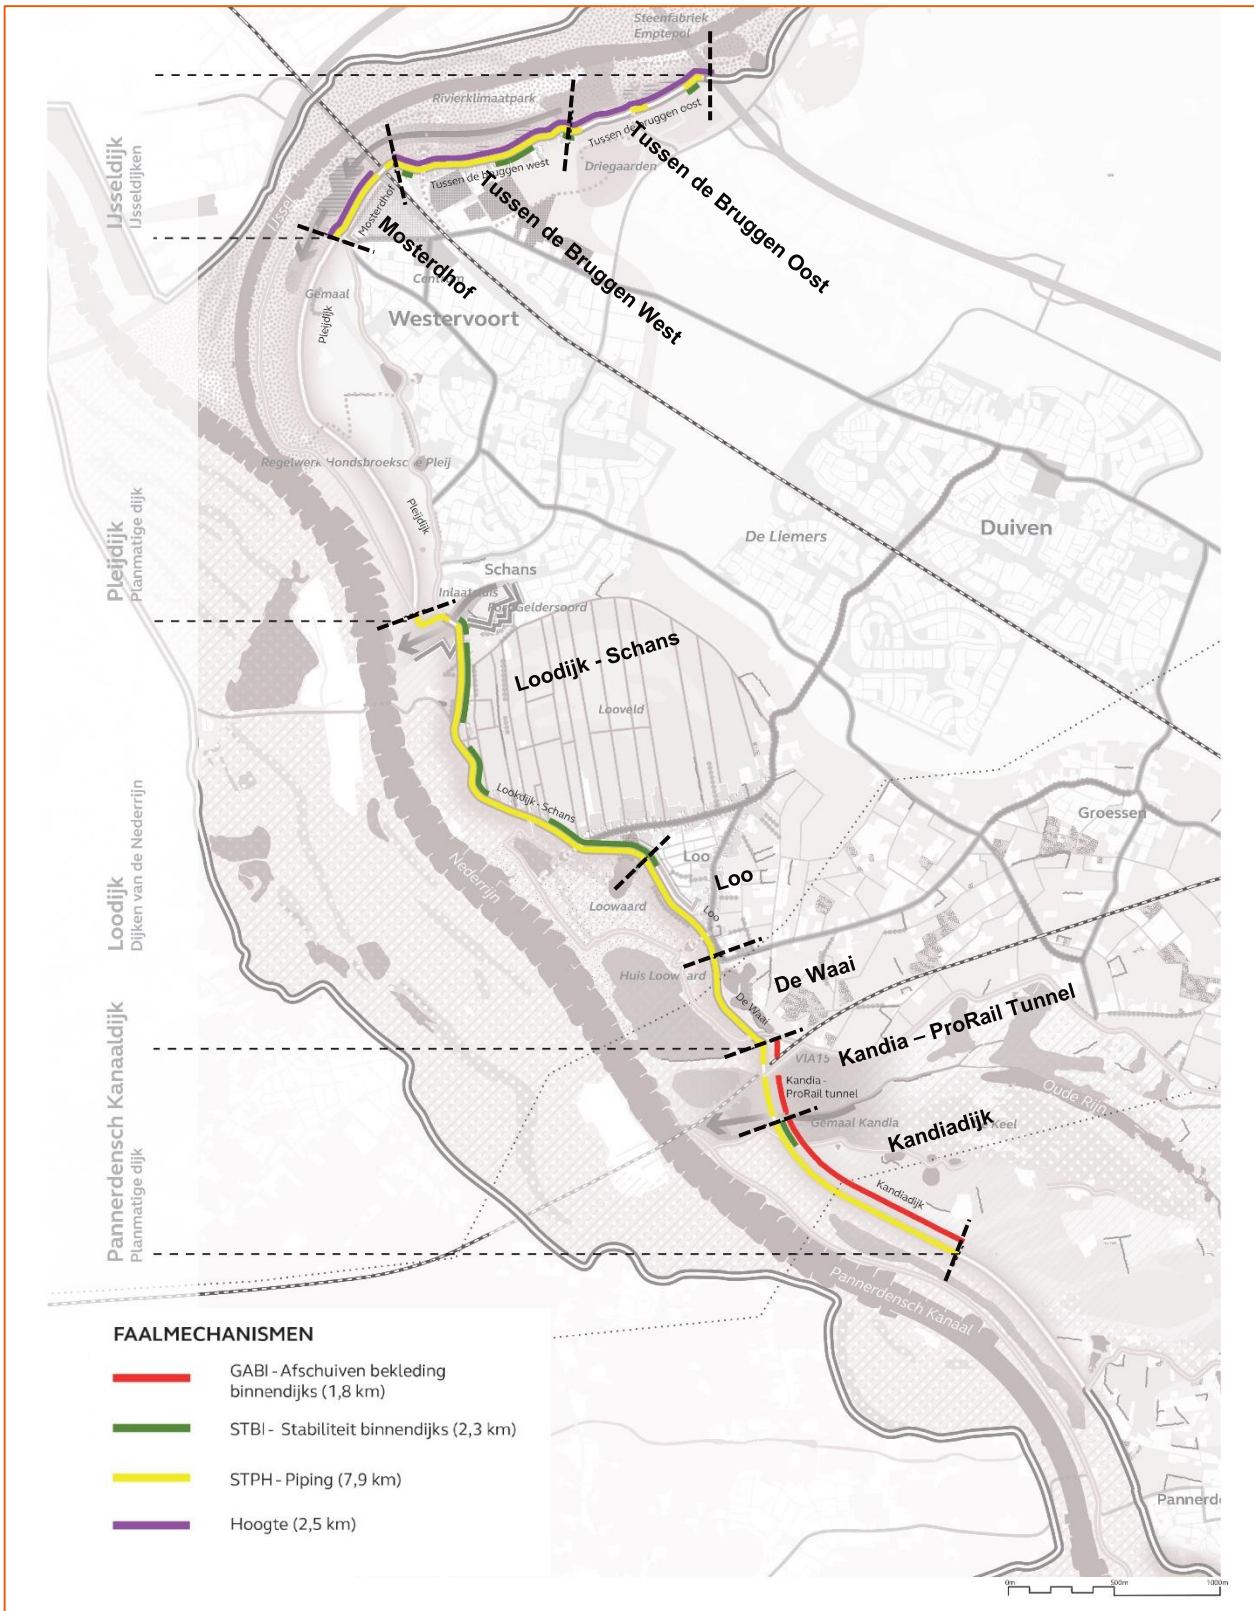 Steenfabriek
Emptepol
Rivierklimaatpark
Tussen de Bruggen oost
Driegaarden
Tussen de Bruggen west
IJssel
Mosterdhof
Tussen de Bruggen Oost
Tussen de Bruggen West
Mosterdhof
Centrum
Gemaal
Westervoort
Pleijdijk
IJsseldijk
IJsseldijken
Regelwerk Hondsbroeksche Pleij
Pleijdijk
De Liemers
Duiven
Pleijdijk
Planmatige dijk
Schans
Inlaatsluis
Fort Geldersoord
Loodijk - Schans
Looveld
Lookdijk - Schans
Groessen
Nederrijn
Loo
Loo
Loowaard
Loo
Loodijk
Dijken van de Nederrijn
Huis Loowaard
De Waai
De Waai
Kandia – ProRail Tunnel
VIA15
Kandia -
ProRail tunnel
Oude Rijn
Gemaal Kandia
Keel
Kandiadijk
Kandiadijk
Pannerdensch Kanaaldijk
Planmatige dijk
Pannerdensch Kanaal
FAALMECHANISMEN
GABI - Afschuiven bekleding
binnendijks (1,8 km)
STBI - Stabiliteit binnendijks (2,3 km)
STPH - Piping (7,9 km)
Hoogte (2,5 km)
Pannerd
0m 500m 1000m